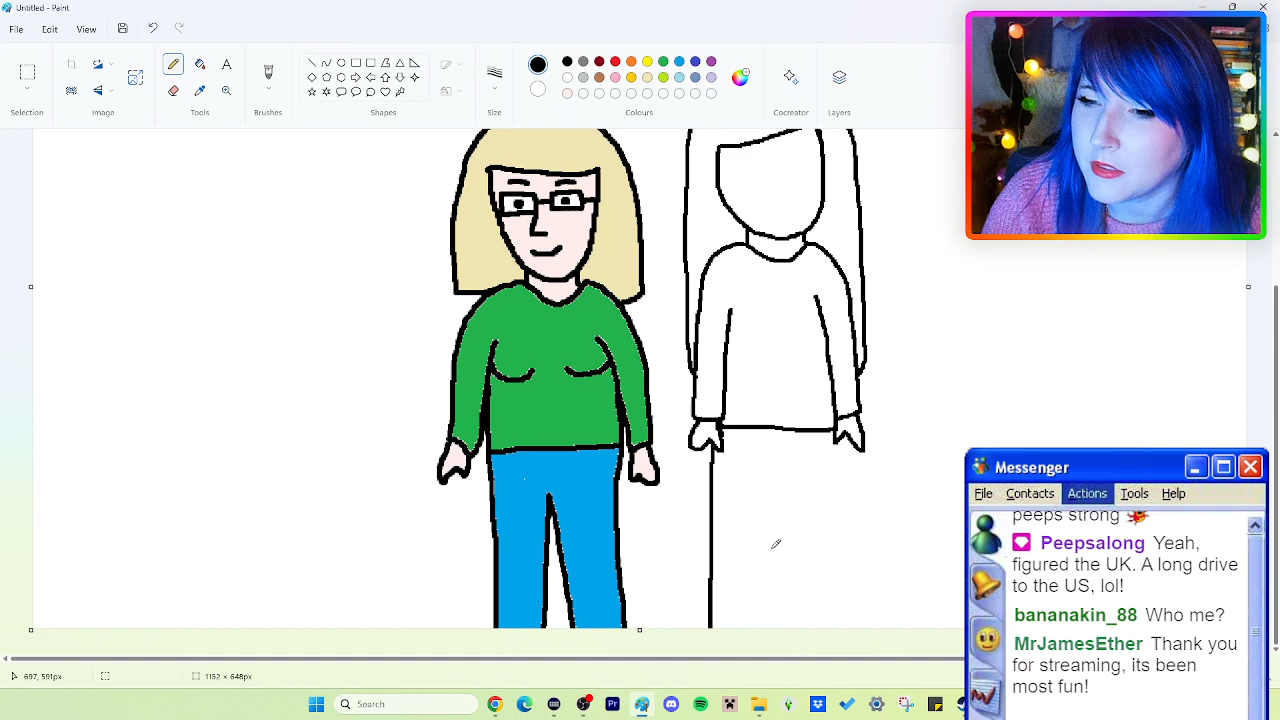 Untitled - Paint
File Edit View
Selection Image Tools Brushes Shapes Size Colours Cocreator Layers
Messenger
File Contacts Actions Tools Help
peeps strong
Peepsalong Yeah,
figured the UK. A long drive
to the US, lol!
bananakin_88 Who me?
MrJamesEther Thank you
for streaming, its been
most fun!
697, 591px 1152 × 648px
Search